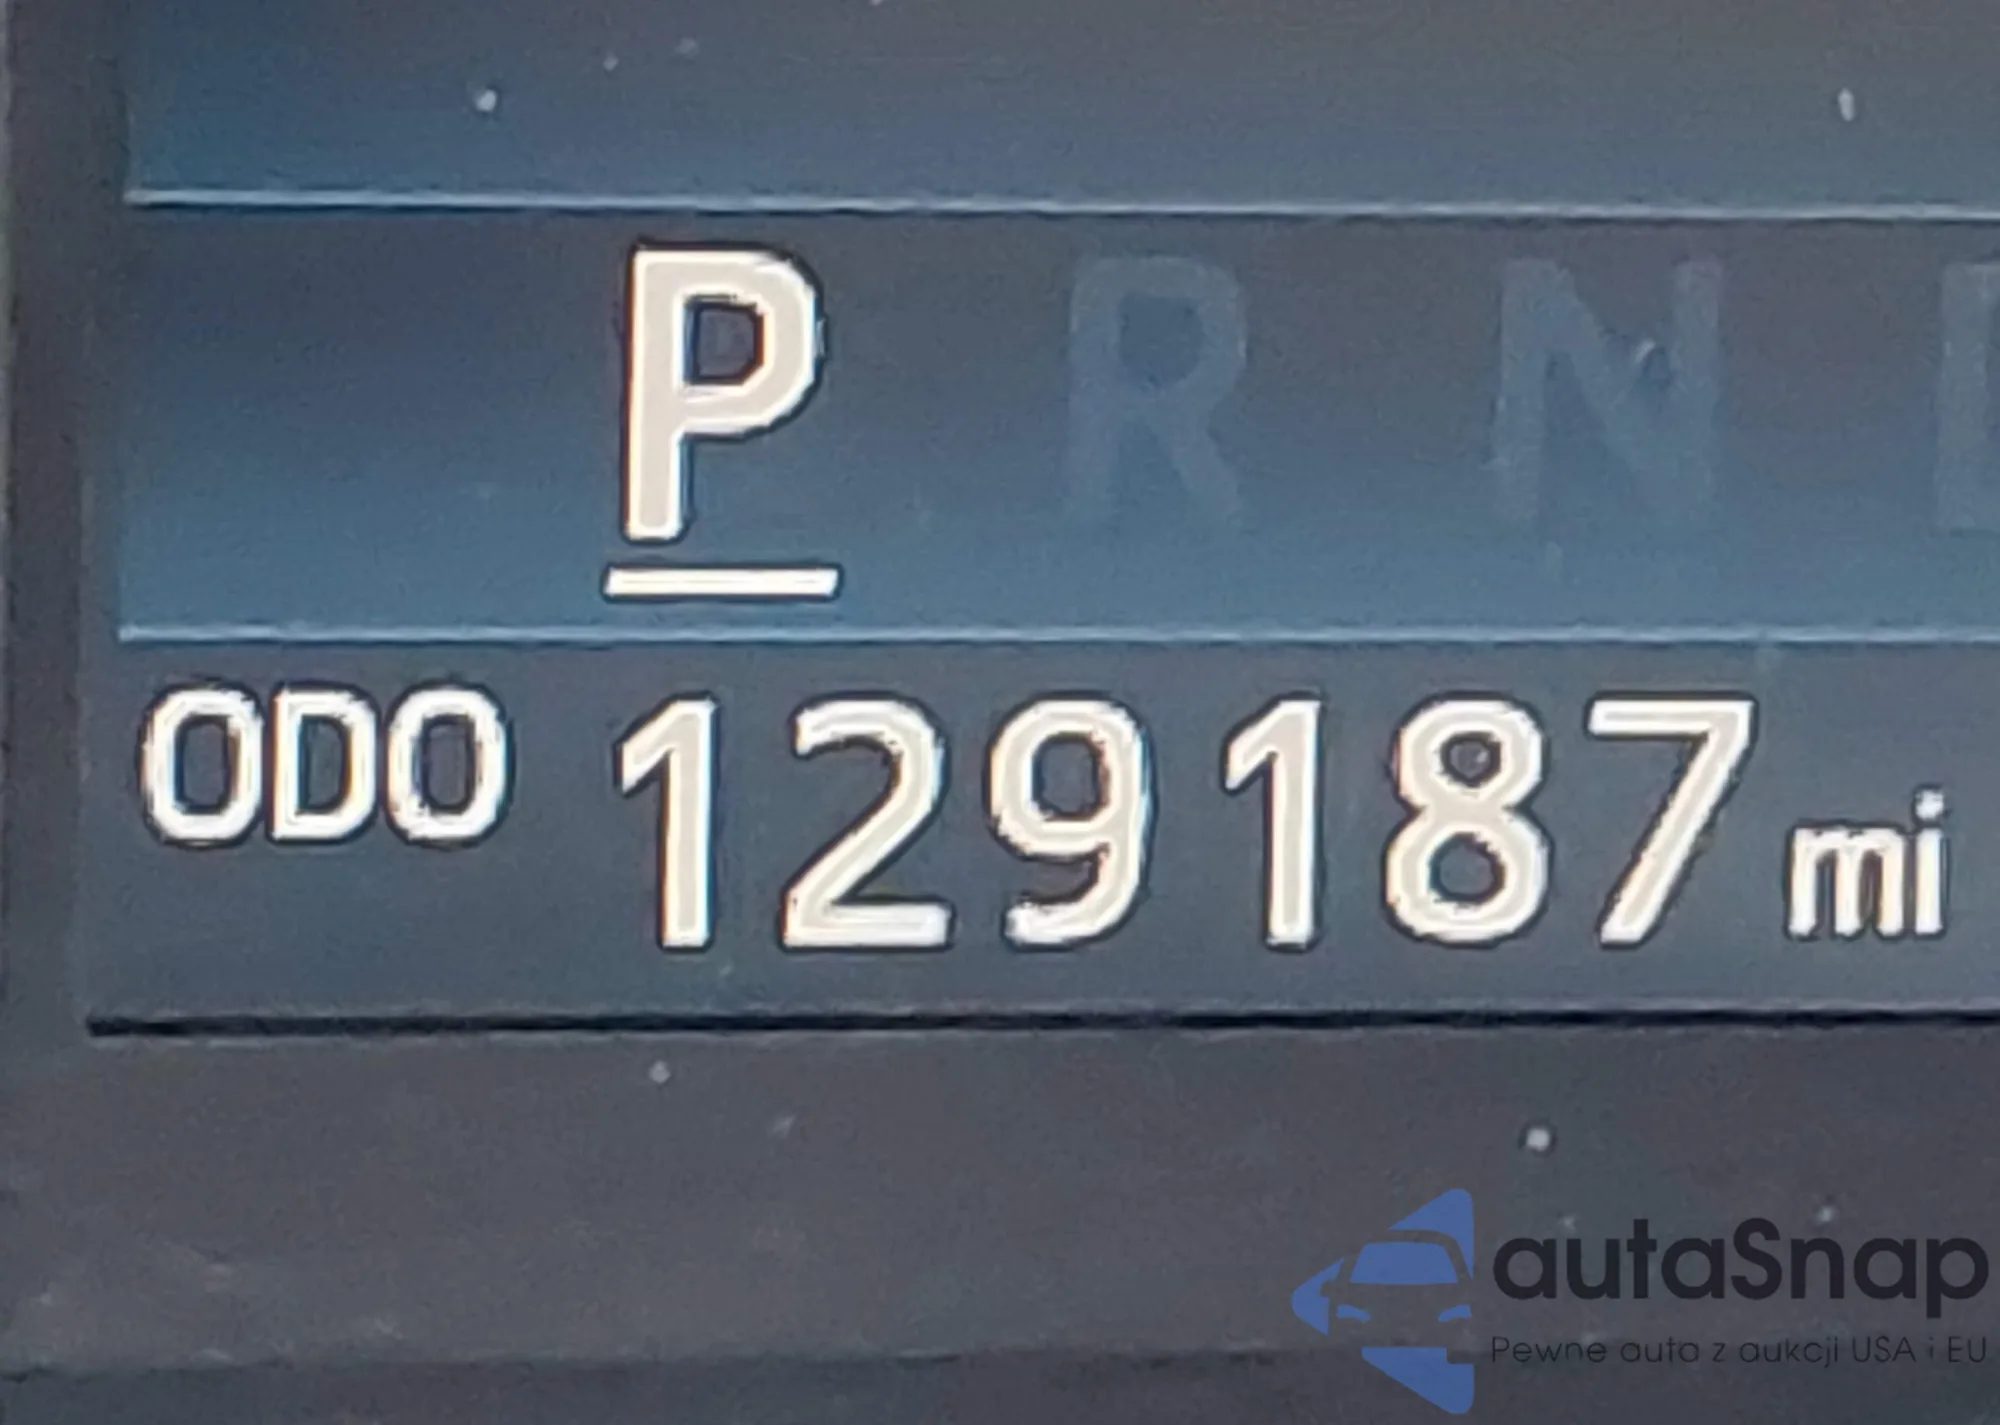 P R N
ODO 129187 mi
autaSnap
Pewne auta z aukcji USA i EU